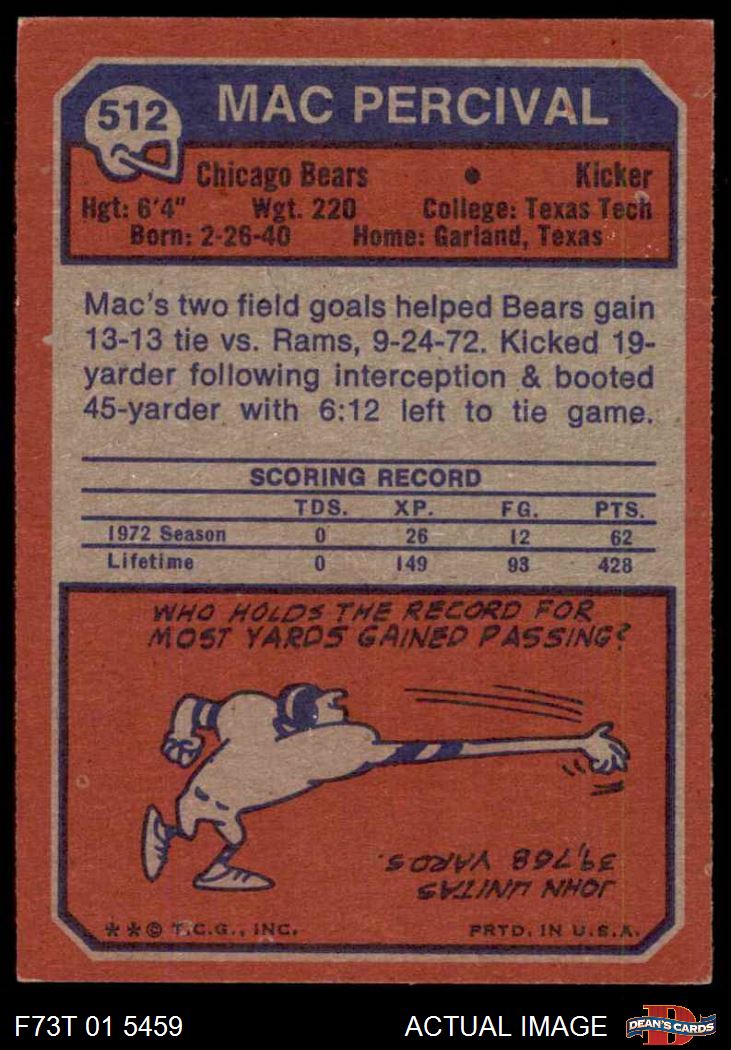 512 MAC PERCIVAL
Chicago Bears • Kicker
Hgt: 6'4" Wgt. 220 College: Texas Tech
Born: 2-26-40 Home: Garland, Texas
Mac's two field goals helped Bears gain
13-13 tie vs. Rams, 9-24-72. Kicked 19-
yarder following interception & booted
45-yarder with 6:12 left to tie game.
SCORING RECORD
TDS. XP. FG. PTS.
1972 Season 0 26 12 62
Lifetime 0 149 93 428
WHO HOLDS THE RECORD FOR
MOST YARDS GAINED PASSING?
JOHN UNITAS
39,768 YARDS.
** © T.C.G., INC. PRTD. IN U.S.A.
F73T 01 5459 ACTUAL IMAGE D DEAN'S CARDS